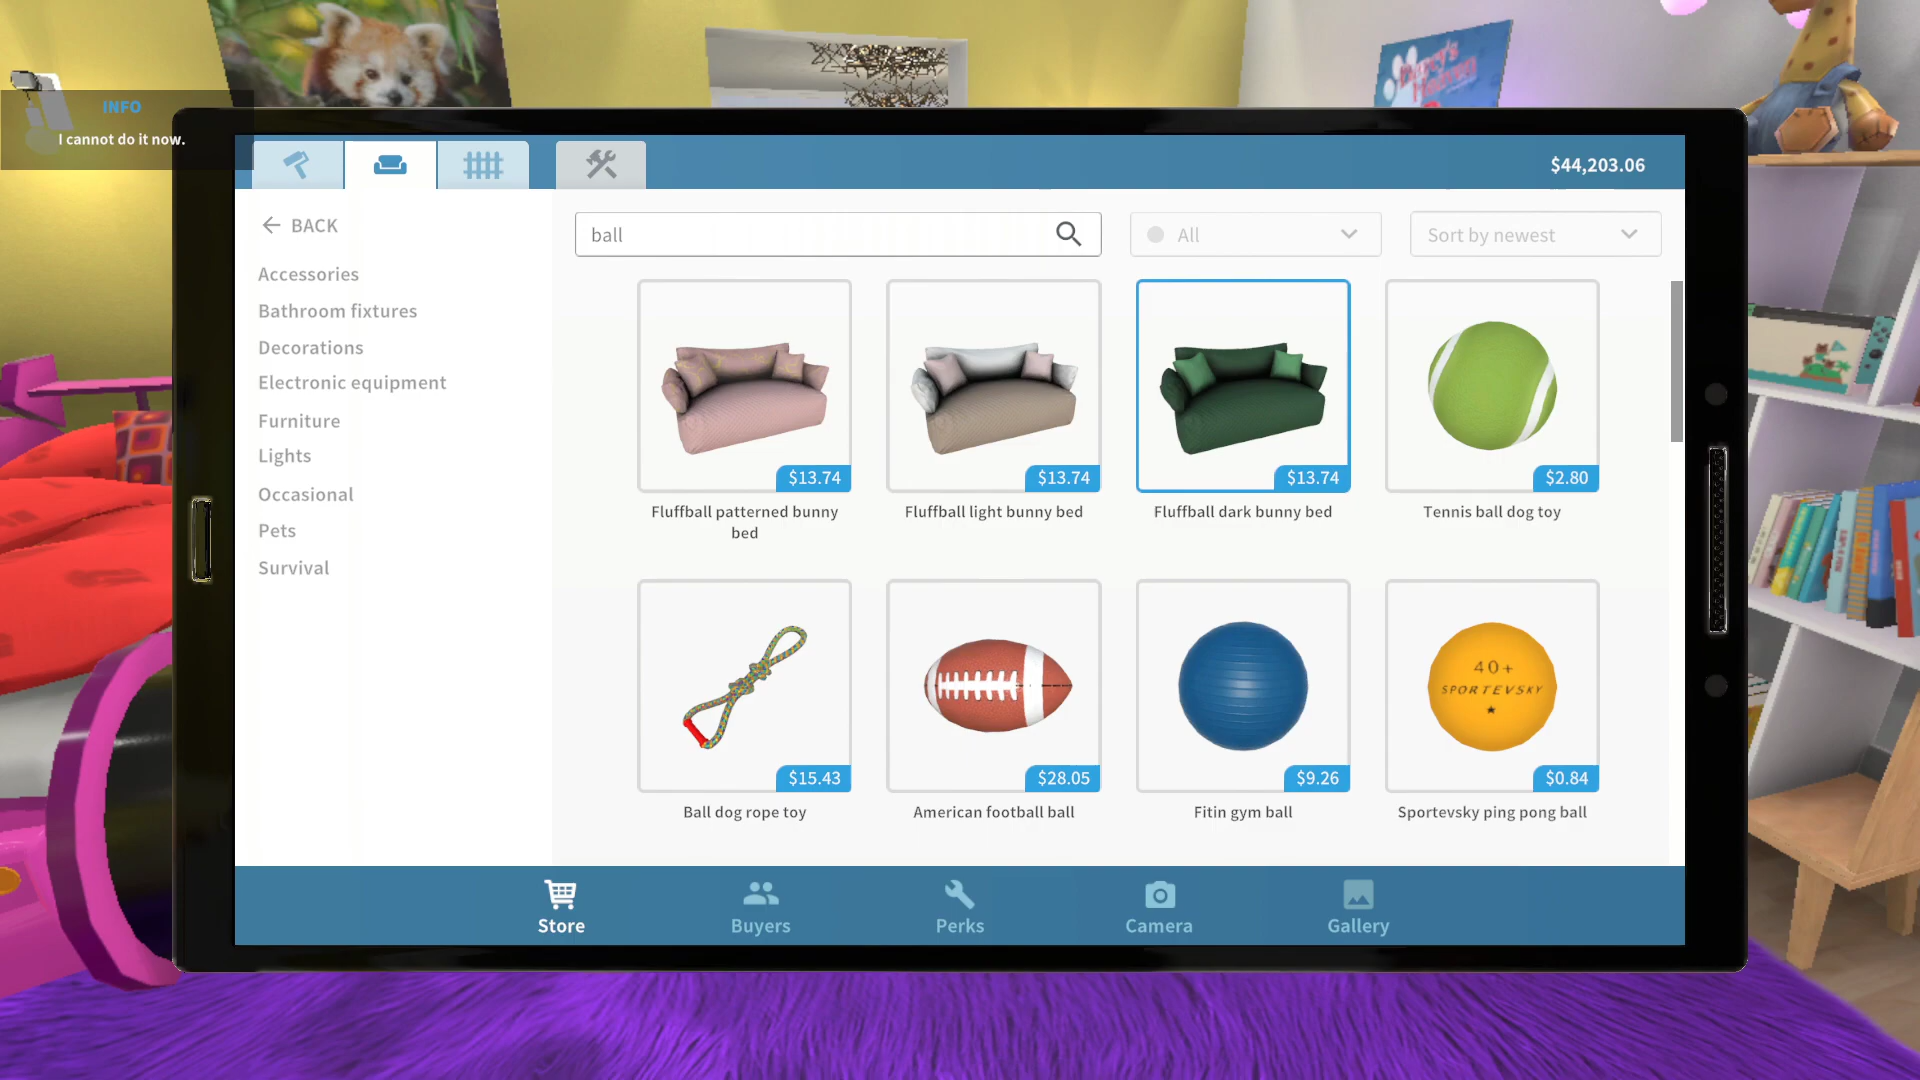 INFO
I cannot do it now.
$44,203.06
BACK
Accessories
Bathroom fixtures
Decorations
Electronic equipment
Furniture
Lights
Occasional
Pets
Survival
ball
All
Sort by newest
$13.74
$13.74
$13.74
$2.80
Fluffball patterned bunny
bed
Fluffball light bunny bed
Fluffball dark bunny bed
Tennis ball dog toy
40+
SPORTEVSKY
$15.43
$28.05
$9.26
$0.84
Ball dog rope toy
American football ball
Fitin gym ball
Sportevsky ping pong ball
Store
Buyers
Perks
Camera
Gallery